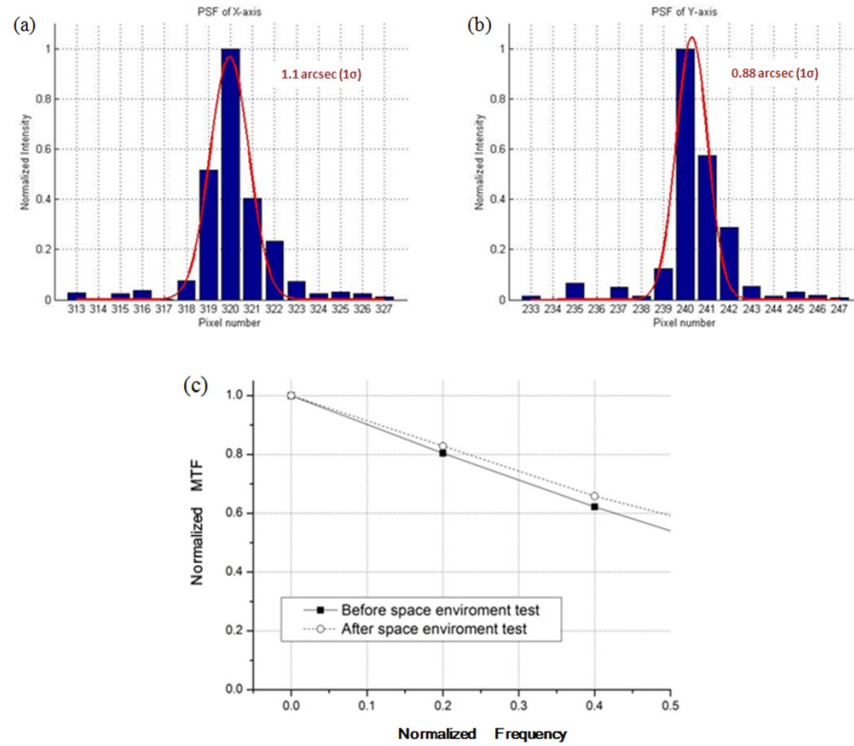 (a)
PSF of X-axis
1
0.8
0.6
0.4
0.2
0
Normalized Intensity
1.1 arcsec (1σ)
313 314 315 316 317 318 319 320 321 322 323 324 325 326 327
Pixel number
(b)
PSF of Y-axis
1
0.8
0.6
0.4
0.2
0
Normalized Intensity
0.88 arcsec (1σ)
233 234 235 236 237 238 239 240 241 242 243 244 245 246 247
Pixel number
(c)
1.0
0.8
0.6
0.4
0.2
0.0
Normalized MTF
Before space enviroment test
After space enviroment test
0.0 0.1 0.2 0.3 0.4 0.5
Normalized Frequency